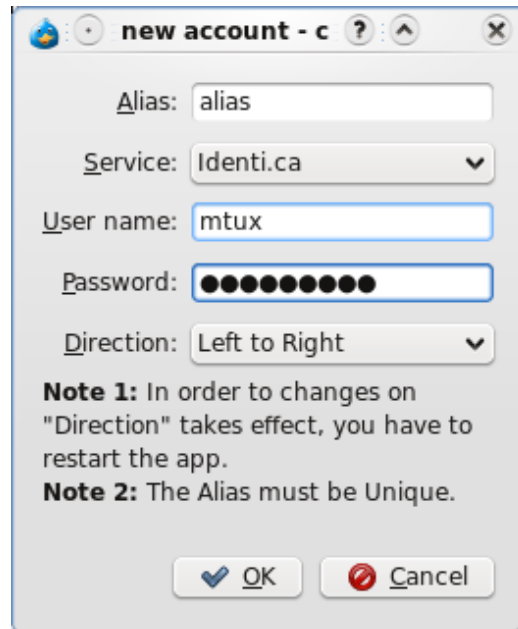 new account - c
Alias: alias
Service: Identi.ca
User name: mtux
Password: ●●●●●●●●●
Direction: Left to Right
Note 1: In order to changes on
"Direction" takes effect, you have to
restart the app.
Note 2: The Alias must be Unique.
OK Cancel